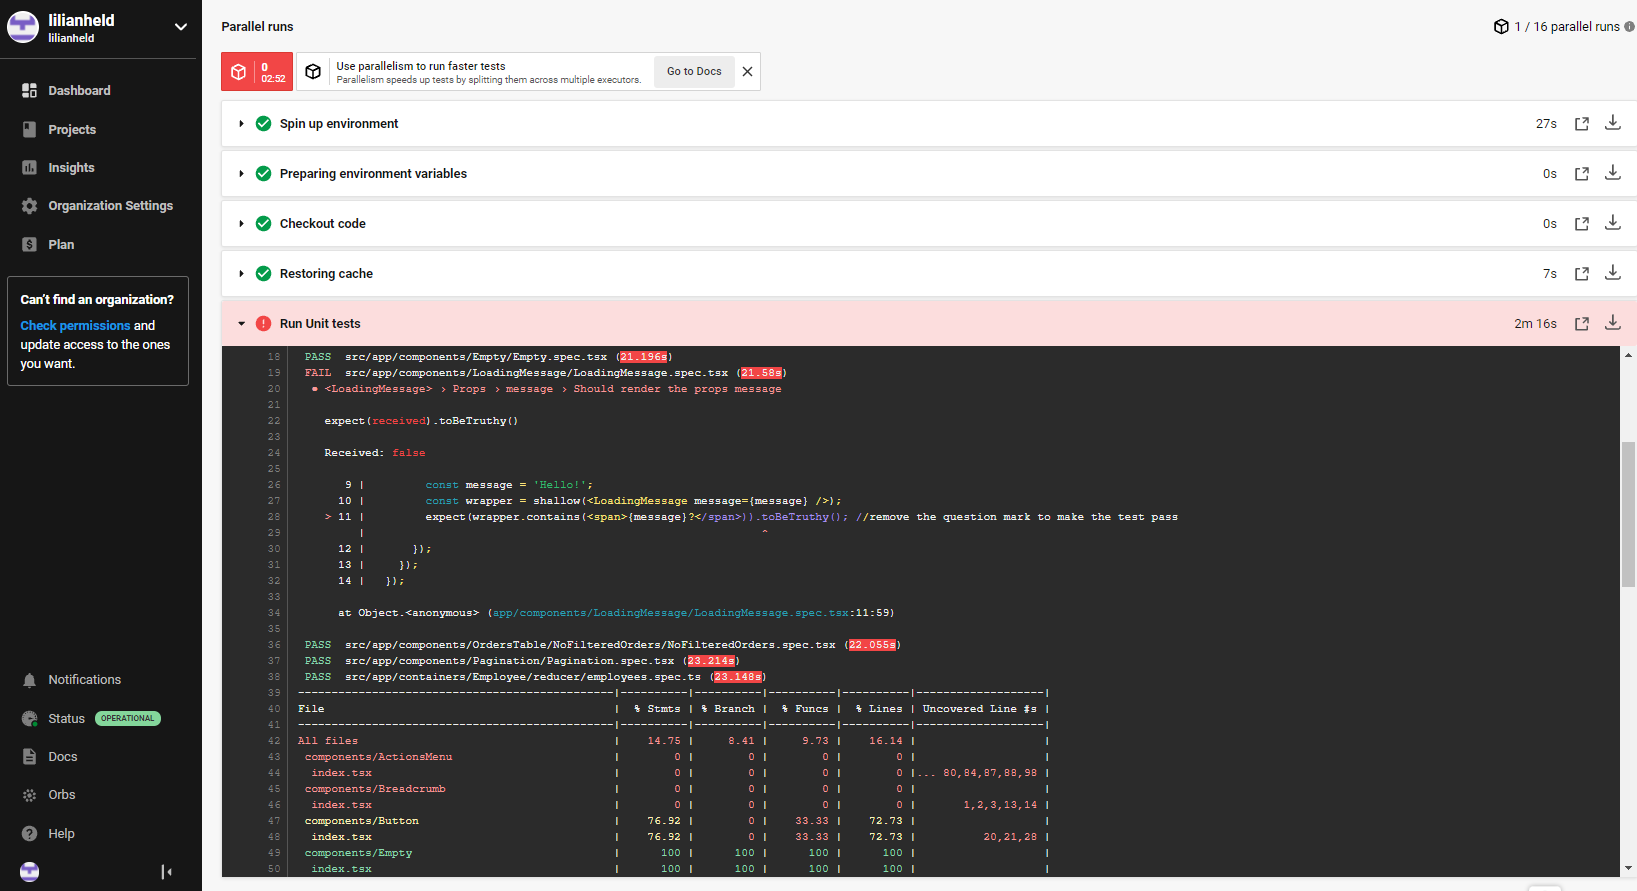 lilianheld
lilianheld
Dashboard
Projects
Insights
Organization Settings
Plan
Can't find an organization?
Check permissions and
update access to the ones
you want.
Notifications
Status OPERATIONAL
Docs
Orbs
Help
Parallel runs
1 / 16 parallel runs
0
02:52
Use parallelism to run faster tests
Parallelism speeds up tests by splitting them across multiple executors.
Go to Docs
Spin up environment 27s
Preparing environment variables 0s
Checkout code 0s
Restoring cache 7s
Run Unit tests 2m 16s
18 PASS src/app/components/Empty/Empty.spec.tsx (21.196s)
19 FAIL src/app/components/LoadingMessage/LoadingMessage.spec.tsx (21.58s)
20 ● <LoadingMessage> › Props › message › Should render the props message
21
22 expect(received).toBeTruthy()
23
24 Received: false
25
26 9 | const message = 'Hello!';
27 10 | const wrapper = shallow(<LoadingMessage message={message} />);
28 > 11 | expect(wrapper.contains(<span>{message}?</span>)).toBeTruthy(); //remove the question mark to make the test pass
29 | ^
30 12 | });
31 13 | });
32 14 | });
33
34 at Object.<anonymous> (app/components/LoadingMessage/LoadingMessage.spec.tsx:11:59)
35
36 PASS src/app/components/OrdersTable/NoFilteredOrders/NoFilteredOrders.spec.tsx (22.055s)
37 PASS src/app/components/Pagination/Pagination.spec.tsx (23.214s)
38 PASS src/app/containers/Employee/reducer/employees.spec.ts (23.148s)
39 -----------------------------------------------|----------|----------|----------|----------|-------------------|
40 File | % Stmts | % Branch | % Funcs | % Lines | Uncovered Line #s |
41 -----------------------------------------------|----------|----------|----------|----------|-------------------|
42 All files | 14.75 | 8.41 | 9.73 | 16.14 | |
43 components/ActionsMenu | 0 | 0 | 0 | 0 | |
44 index.tsx | 0 | 0 | 0 | 0 |... 80,84,87,88,98 |
45 components/Breadcrumb | 0 | 0 | 0 | 0 | |
46 index.tsx | 0 | 0 | 0 | 0 | 1,2,3,13,14 |
47 components/Button | 76.92 | 0 | 33.33 | 72.73 | |
48 index.tsx | 76.92 | 0 | 33.33 | 72.73 | 20,21,28 |
49 components/Empty | 100 | 100 | 100 | 100 | |
50 index.tsx | 100 | 100 | 100 | 100 | |